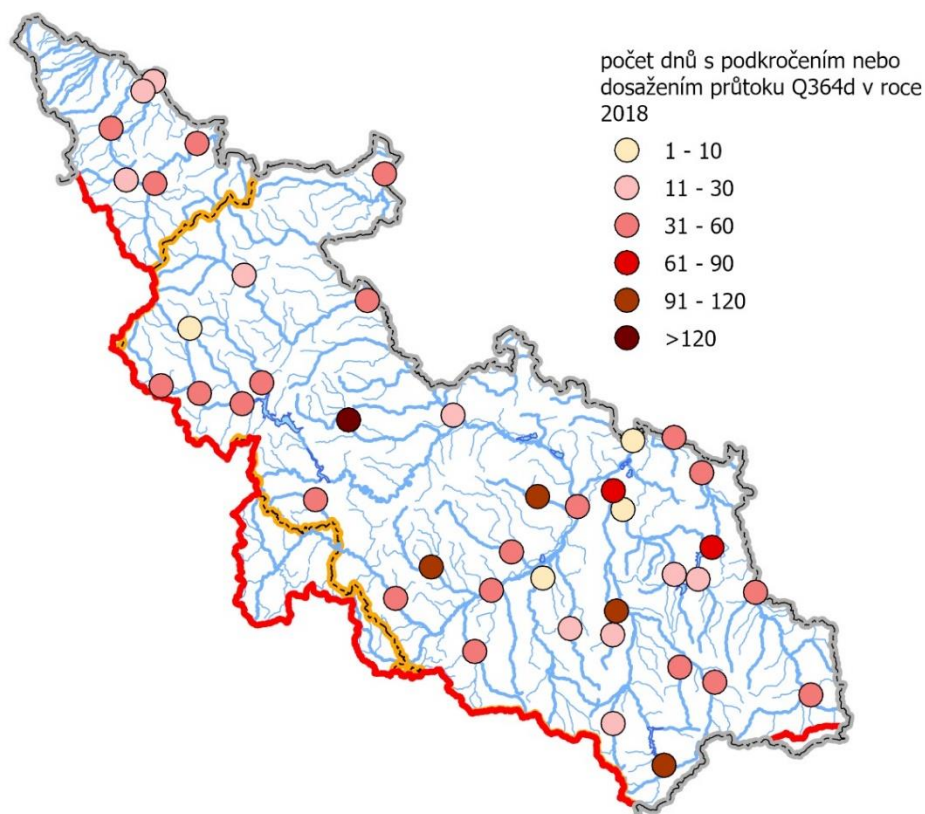 počet dnů s podkročením nebo
dosažením průtoku Q364d v roce
2018
1 - 10
11 - 30
31 - 60
61 - 90
91 - 120
>120